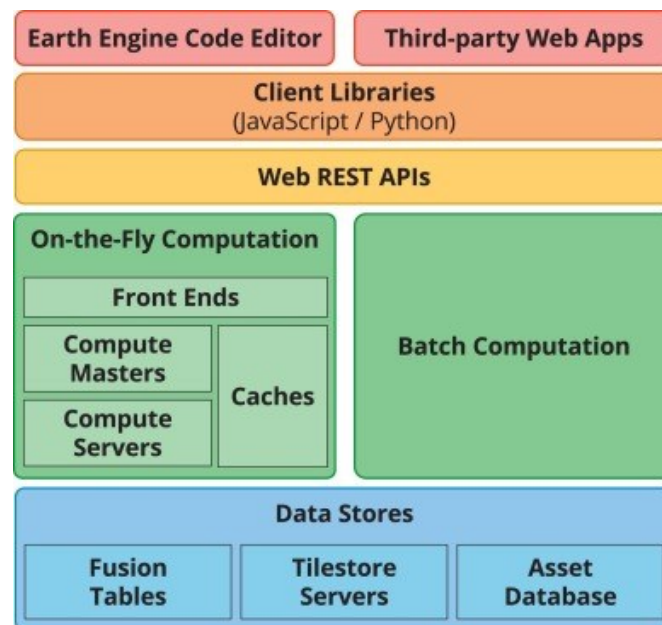 Earth Engine Code Editor
Third-party Web Apps
Client Libraries
(JavaScript / Python)
Web REST APIs
On-the-Fly Computation
Front Ends
Compute
Masters
Compute
Servers
Caches
Batch Computation
Data Stores
Fusion
Tables
Tilestore
Servers
Asset
Database